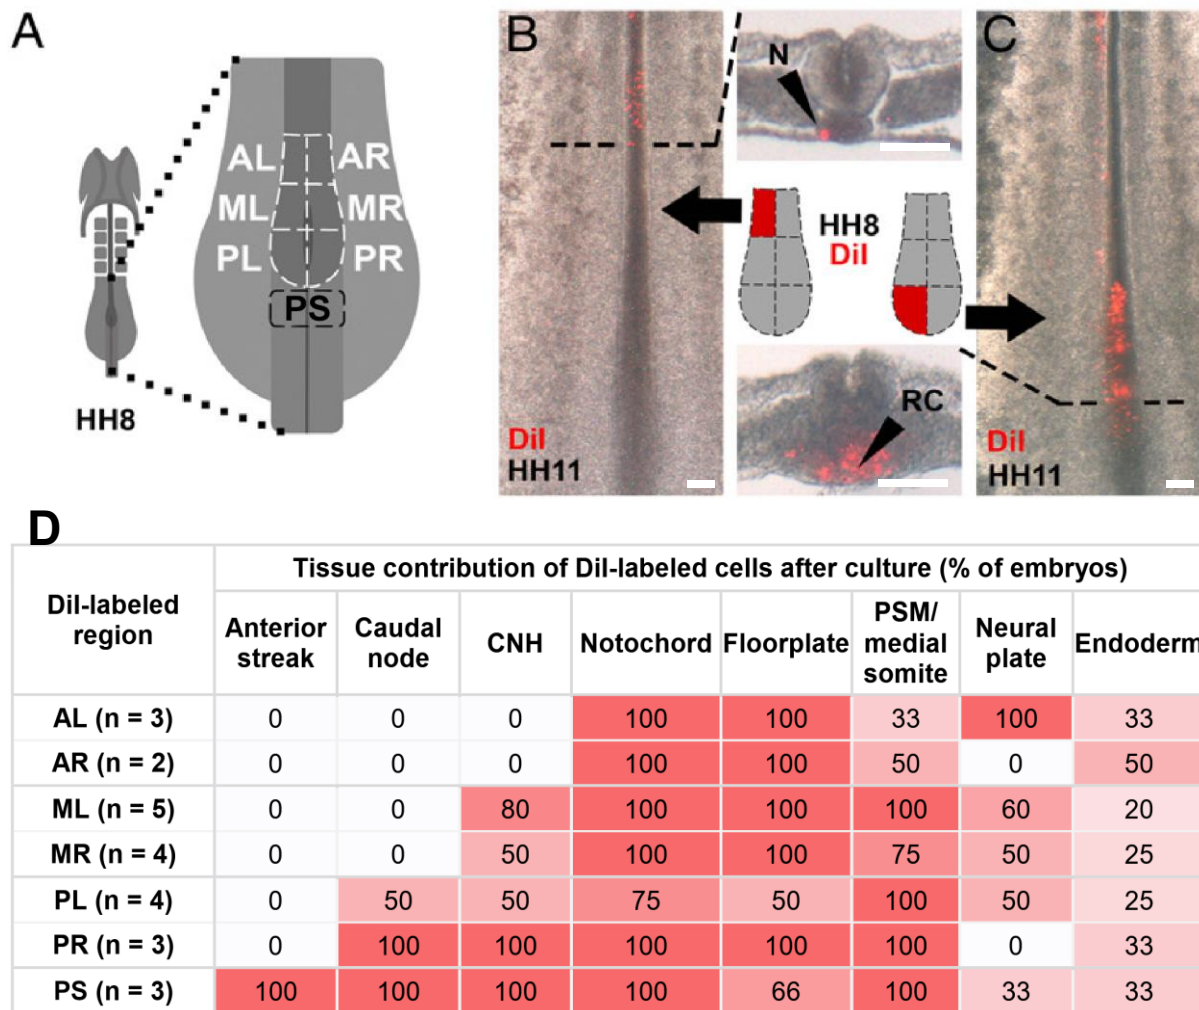 A
AL AR
ML MR
PL PR
PS
HH8
B
DiI
HH11
N
HH8
DiI
RC
C
DiI
HH11
D
DiI-labeled region
Tissue contribution of DiI-labeled cells after culture (% of embryos)
Anterior streak
Caudal node
CNH
Notochord
Floorplate
PSM/ medial somite
Neural plate
Endoderm
AL (n = 3) 0 0 0 100 100 33 100 33
AR (n = 2) 0 0 0 100 100 50 0 50
ML (n = 5) 0 0 80 100 100 100 60 20
MR (n = 4) 0 0 50 100 100 75 50 25
PL (n = 4) 0 50 50 75 50 100 50 25
PR (n = 3) 0 100 100 100 100 100 0 33
PS (n = 3) 100 100 100 100 66 100 33 33